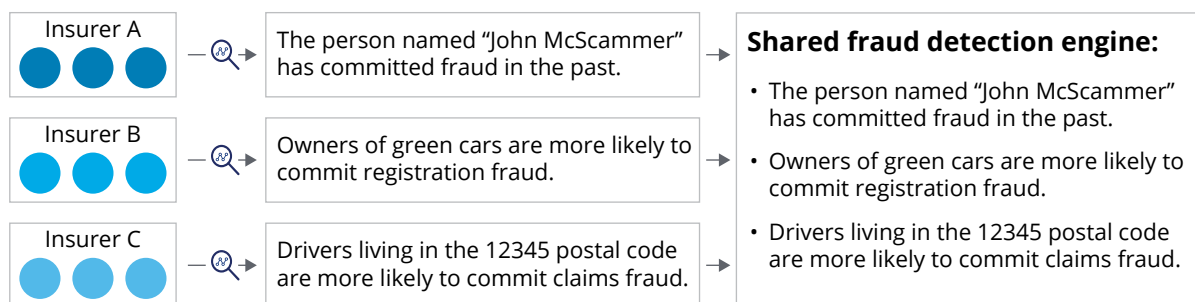 Insurer A
The person named “John McScammer”
has committed fraud in the past.
Insurer B
Owners of green cars are more likely to
commit registration fraud.
Insurer C
Drivers living in the 12345 postal code
are more likely to commit claims fraud.
Shared fraud detection engine:
• The person named “John McScammer”
has committed fraud in the past.
• Owners of green cars are more likely to
commit registration fraud.
• Drivers living in the 12345 postal code
are more likely to commit claims fraud.